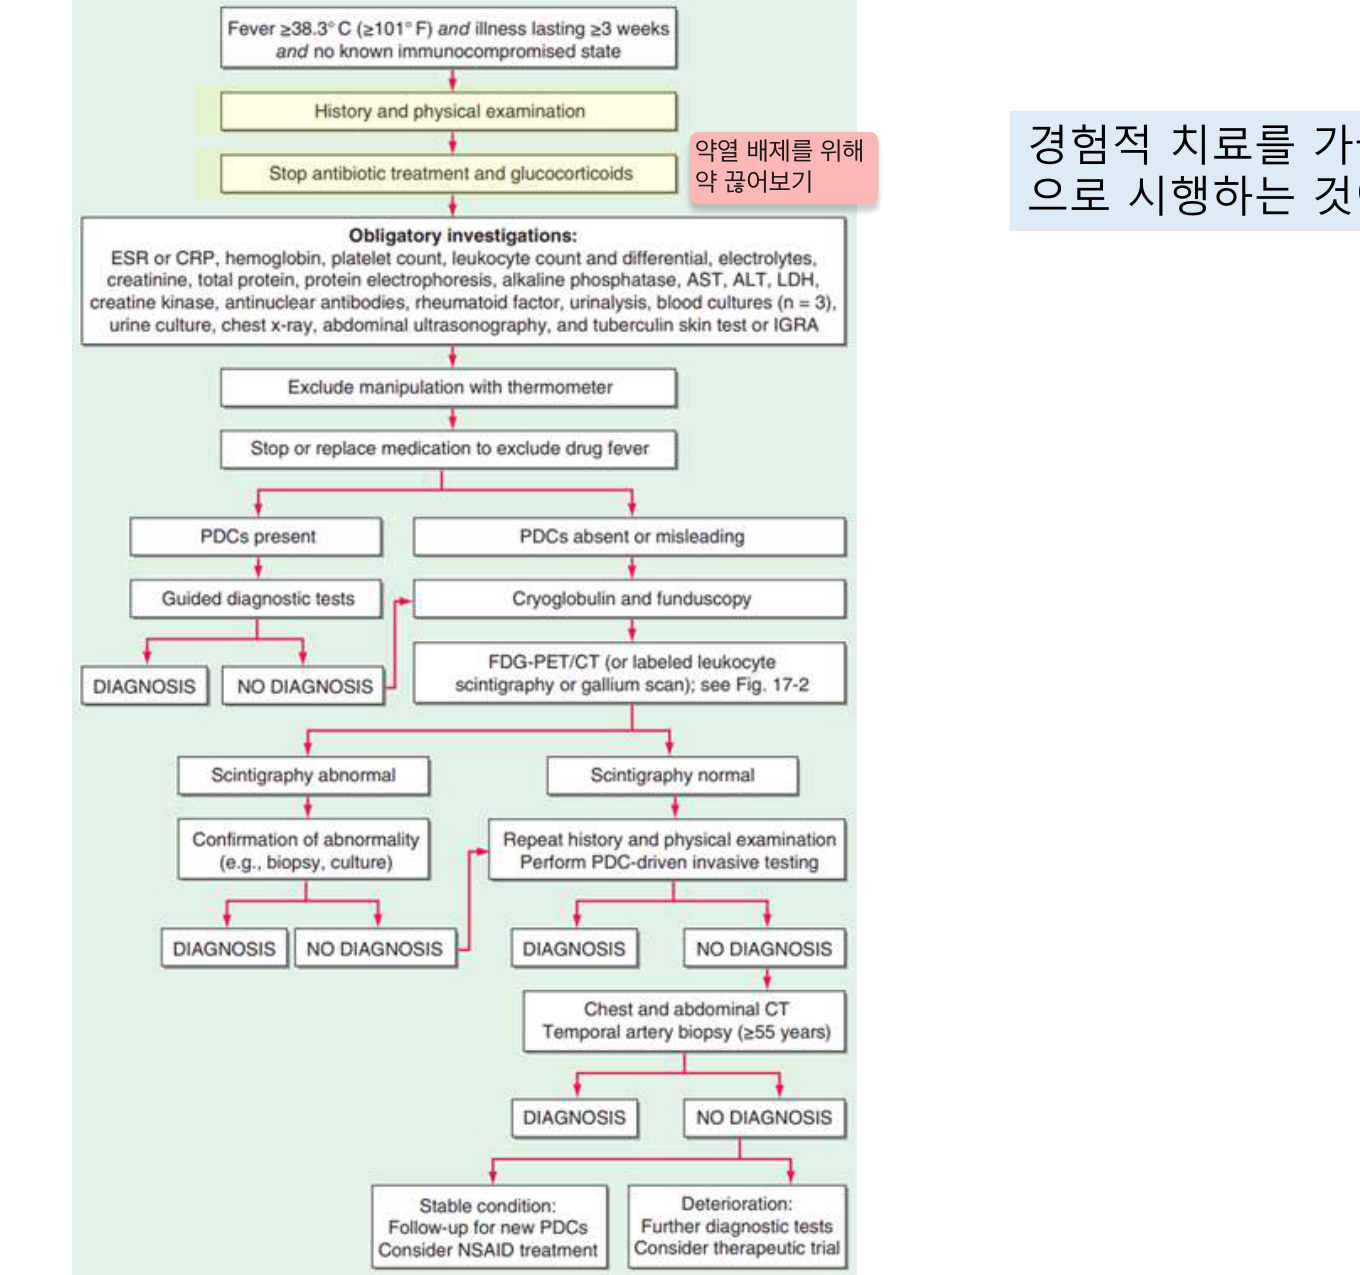 Fever ≥38.3° C (≥101° F) and illness lasting ≥3 weeks
and no known immunocompromised state
History and physical examination
Stop antibiotic treatment and glucocorticoids
약열 배제를 위해
약 끊어보기
경험적 치료를
으로 시행하는
Obligatory investigations:
ESR or CRP, hemoglobin, platelet count, leukocyte count and differential, electrolytes,
creatinine, total protein, protein electrophoresis, alkaline phosphatase, AST, ALT, LDH,
creatine kinase, antinuclear antibodies, rheumatoid factor, urinalysis, blood cultures (n = 3),
urine culture, chest x-ray, abdominal ultrasonography, and tuberculin skin test or IGRA
Exclude manipulation with thermometer
Stop or replace medication to exclude drug fever
PDCs present
PDCs absent or misleading
Guided diagnostic tests
Cryoglobulin and funduscopy
DIAGNOSIS
NO DIAGNOSIS
FDG-PET/CT (or labeled leukocyte
scintigraphy or gallium scan); see Fig. 17-2
Scintigraphy abnormal
Scintigraphy normal
Confirmation of abnormality
(e.g., biopsy, culture)
Repeat history and physical examination
Perform PDC-driven invasive testing
DIAGNOSIS
NO DIAGNOSIS
DIAGNOSIS
NO DIAGNOSIS
Chest and abdominal CT
Temporal artery biopsy (≥55 years)
DIAGNOSIS
NO DIAGNOSIS
Stable condition:
Follow-up for new PDCs
Consider NSAID treatment
Deterioration:
Further diagnostic tests
Consider therapeutic trial